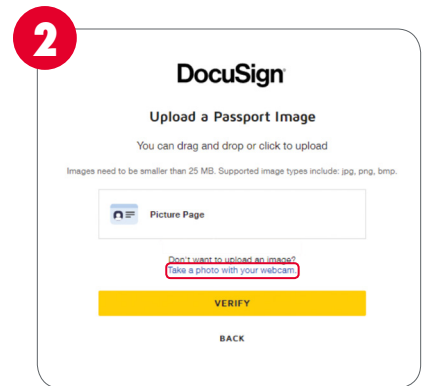 2
DocuSign
Upload a Passport Image
You can drag and drop or click to upload
Images need to be smaller than 25 MB. Supported image types include: jpg, png, bmp.
Picture Page
Don't want to upload an image?
Take a photo with your webcam.
VERIFY
BACK